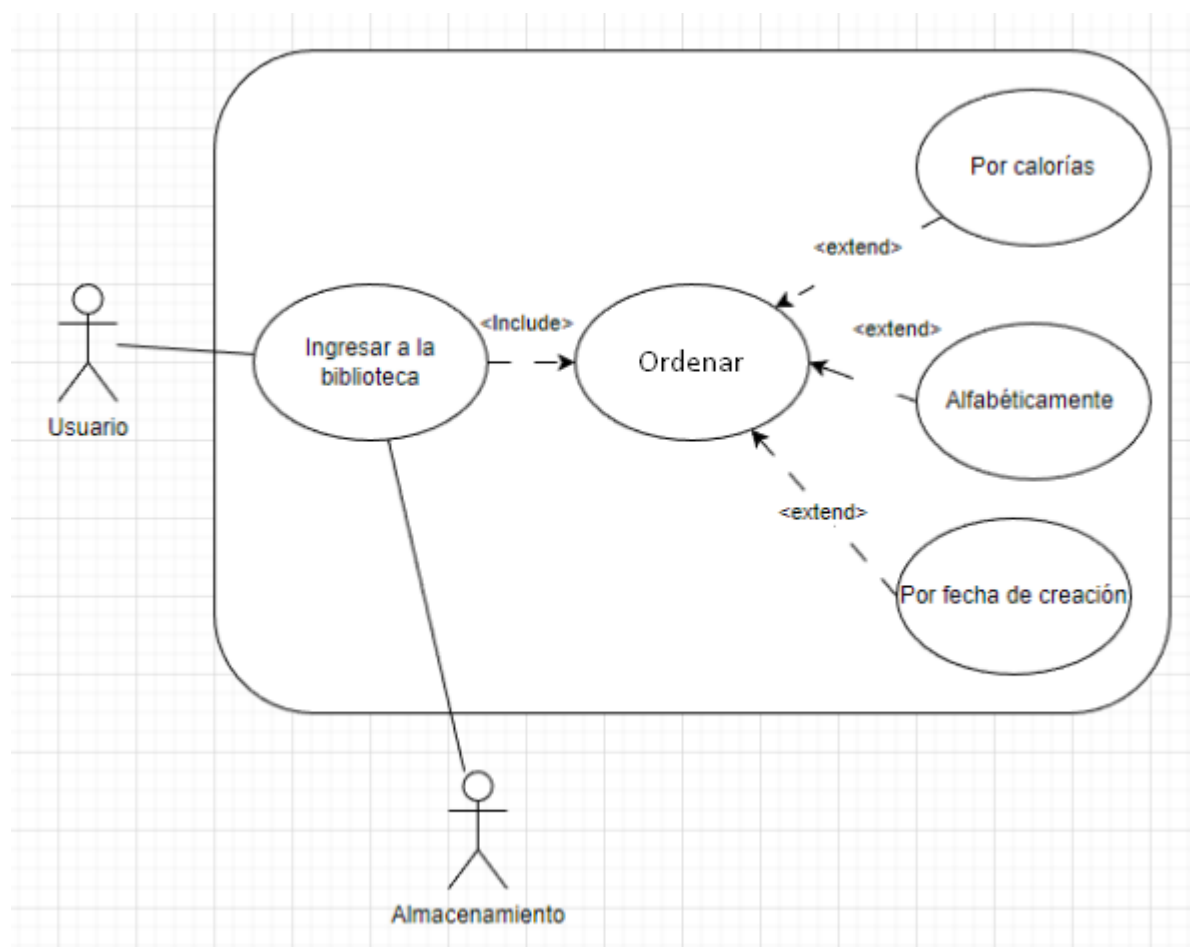 Por calorías
<extend>
<Include>
<extend>
Ingresar a la
biblioteca
Ordenar
Alfabéticamente
Usuario
<extend>
Por fecha de creación
Almacenamiento